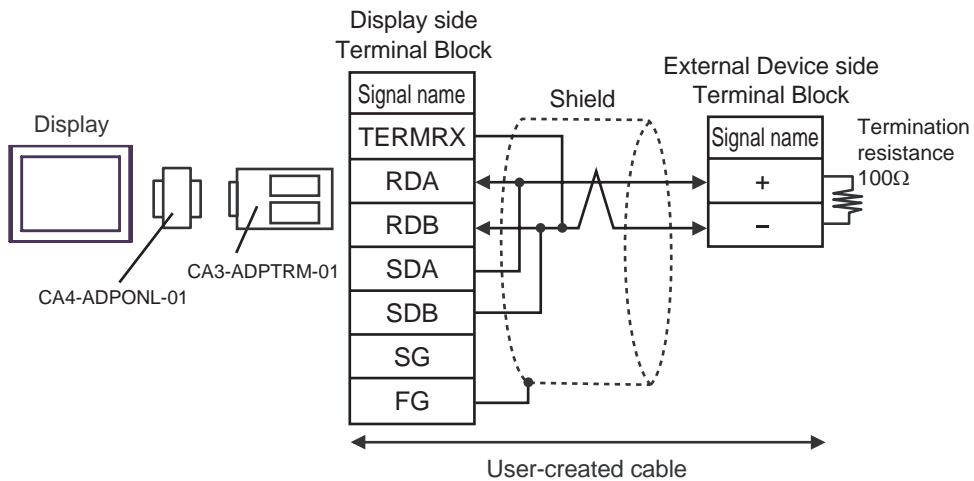 Display side
Terminal Block
Signal name
TERMRX
RDA
RDB
SDA
SDB
SG
FG
Shield
External Device side
Terminal Block
Signal name
+
−
Termination
resistance
100Ω
Display
CA3-ADPTRM-01
CA4-ADPONL-01
User-created cable